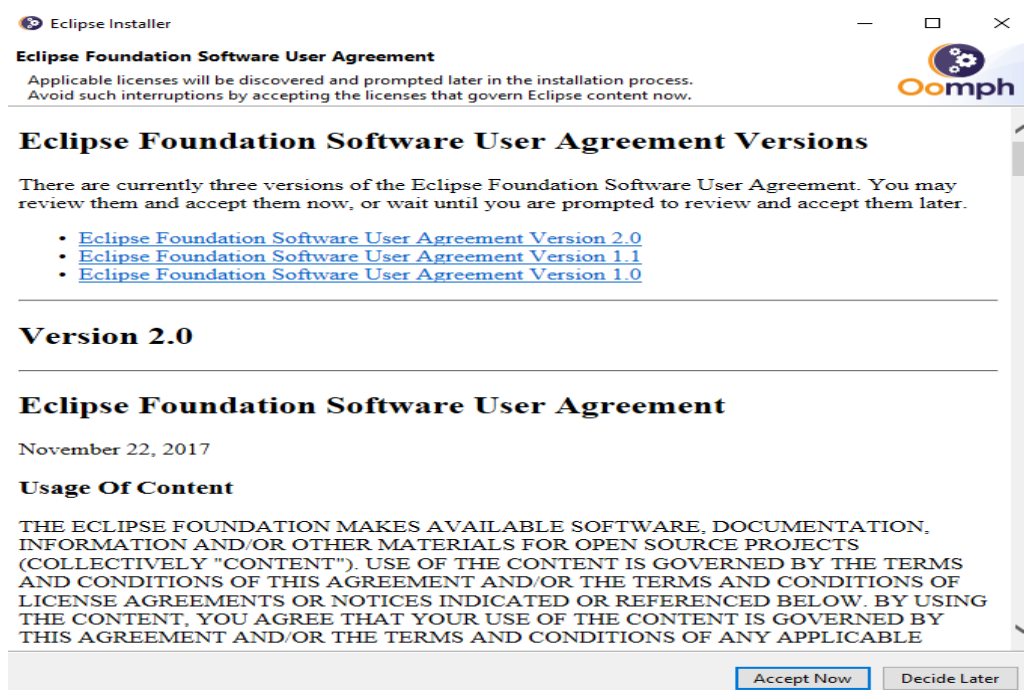 Eclipse Installer
Eclipse Foundation Software User Agreement
Applicable licenses will be discovered and prompted later in the installation process.
Avoid such interruptions by accepting the licenses that govern Eclipse content now.
Oomph
Eclipse Foundation Software User Agreement Versions
There are currently three versions of the Eclipse Foundation Software User Agreement. You may
review them and accept them now, or wait until you are prompted to review and accept them later.
• Eclipse Foundation Software User Agreement Version 2.0
• Eclipse Foundation Software User Agreement Version 1.1
• Eclipse Foundation Software User Agreement Version 1.0
Version 2.0
Eclipse Foundation Software User Agreement
November 22, 2017
Usage Of Content
THE ECLIPSE FOUNDATION MAKES AVAILABLE SOFTWARE, DOCUMENTATION,
INFORMATION AND/OR OTHER MATERIALS FOR OPEN SOURCE PROJECTS
(COLLECTIVELY "CONTENT"). USE OF THE CONTENT IS GOVERNED BY THE TERMS
AND CONDITIONS OF THIS AGREEMENT AND/OR THE TERMS AND CONDITIONS OF
LICENSE AGREEMENTS OR NOTICES INDICATED OR REFERENCED BELOW. BY USING
THE CONTENT, YOU AGREE THAT YOUR USE OF THE CONTENT IS GOVERNED BY
THIS AGREEMENT AND/OR THE TERMS AND CONDITIONS OF ANY APPLICABLE
Accept Now
Decide Later